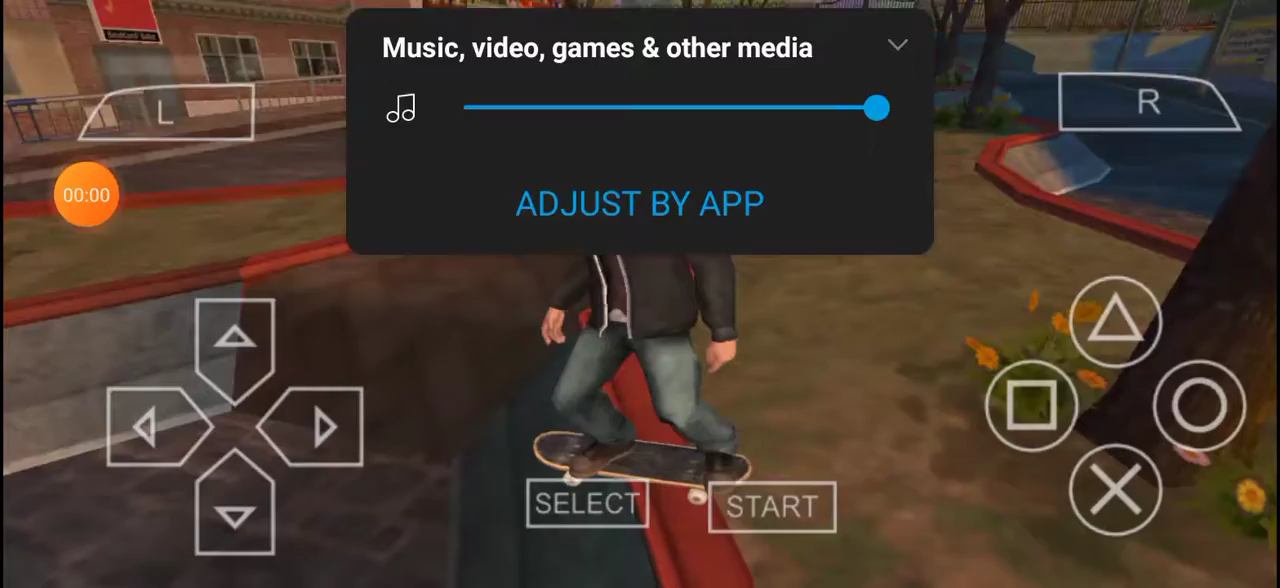 Music, video, games & other media
L
R
00:00
ADJUST BY APP
SELECT
START